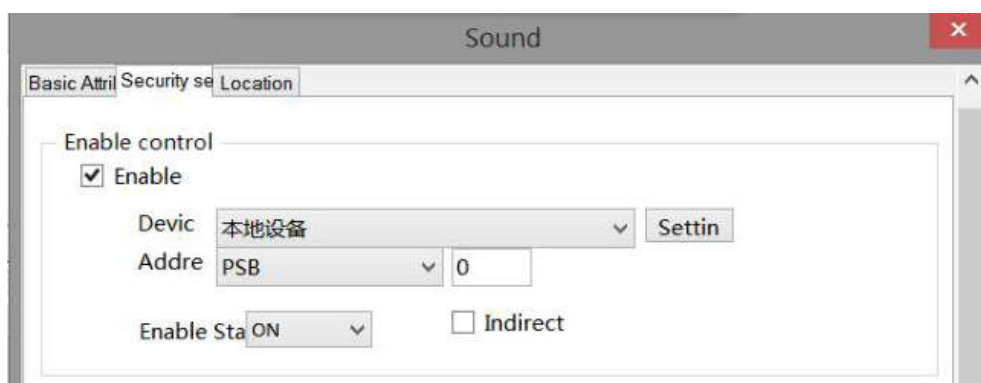 Sound
Basic Attril Security se Location
Enable control
Enable
Devic 本地设备 Settin
Addre PSB 0
Enable Sta ON Indirect